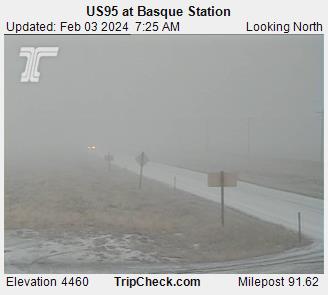 US95 at Basque Station
Updated: Feb 03 2024 7:25 AM Looking North
Elevation 4460 TripCheck.com Milepost 91.62